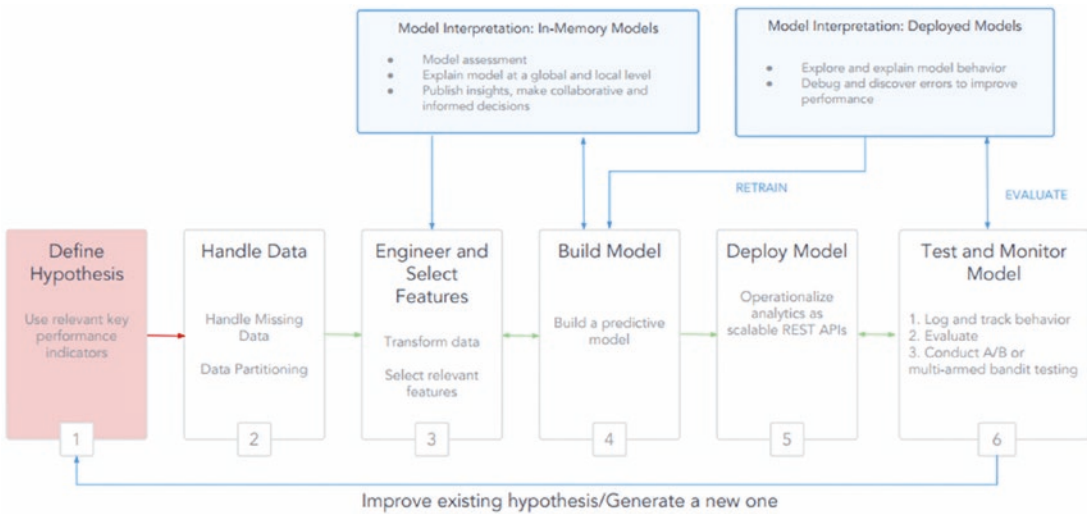 Model Interpretation: In-Memory Models
● Model assessment
● Explain model at a global and local level
● Publish insights, make collaborative and
informed decisions
Model Interpretation: Deployed Models
● Explore and explain model behavior
● Debug and discover errors to improve
performance
RETRAIN
EVALUATE
Define
Hypothesis
Use relevant key
performance
indicators
1
Handle Data
Handle Missing
Data
Data Partitioning
2
Engineer and
Select
Features
Transform data
Select relevant
features
3
Build Model
Build a predictive
model
4
Deploy Model
Operationalize
analytics as
scalable REST APIs
5
Test and Monitor
Model
1. Log and track behavior
2. Evaluate
3. Conduct A/B or
multi-armed bandit testing
6
Improve existing hypothesis/Generate a new one